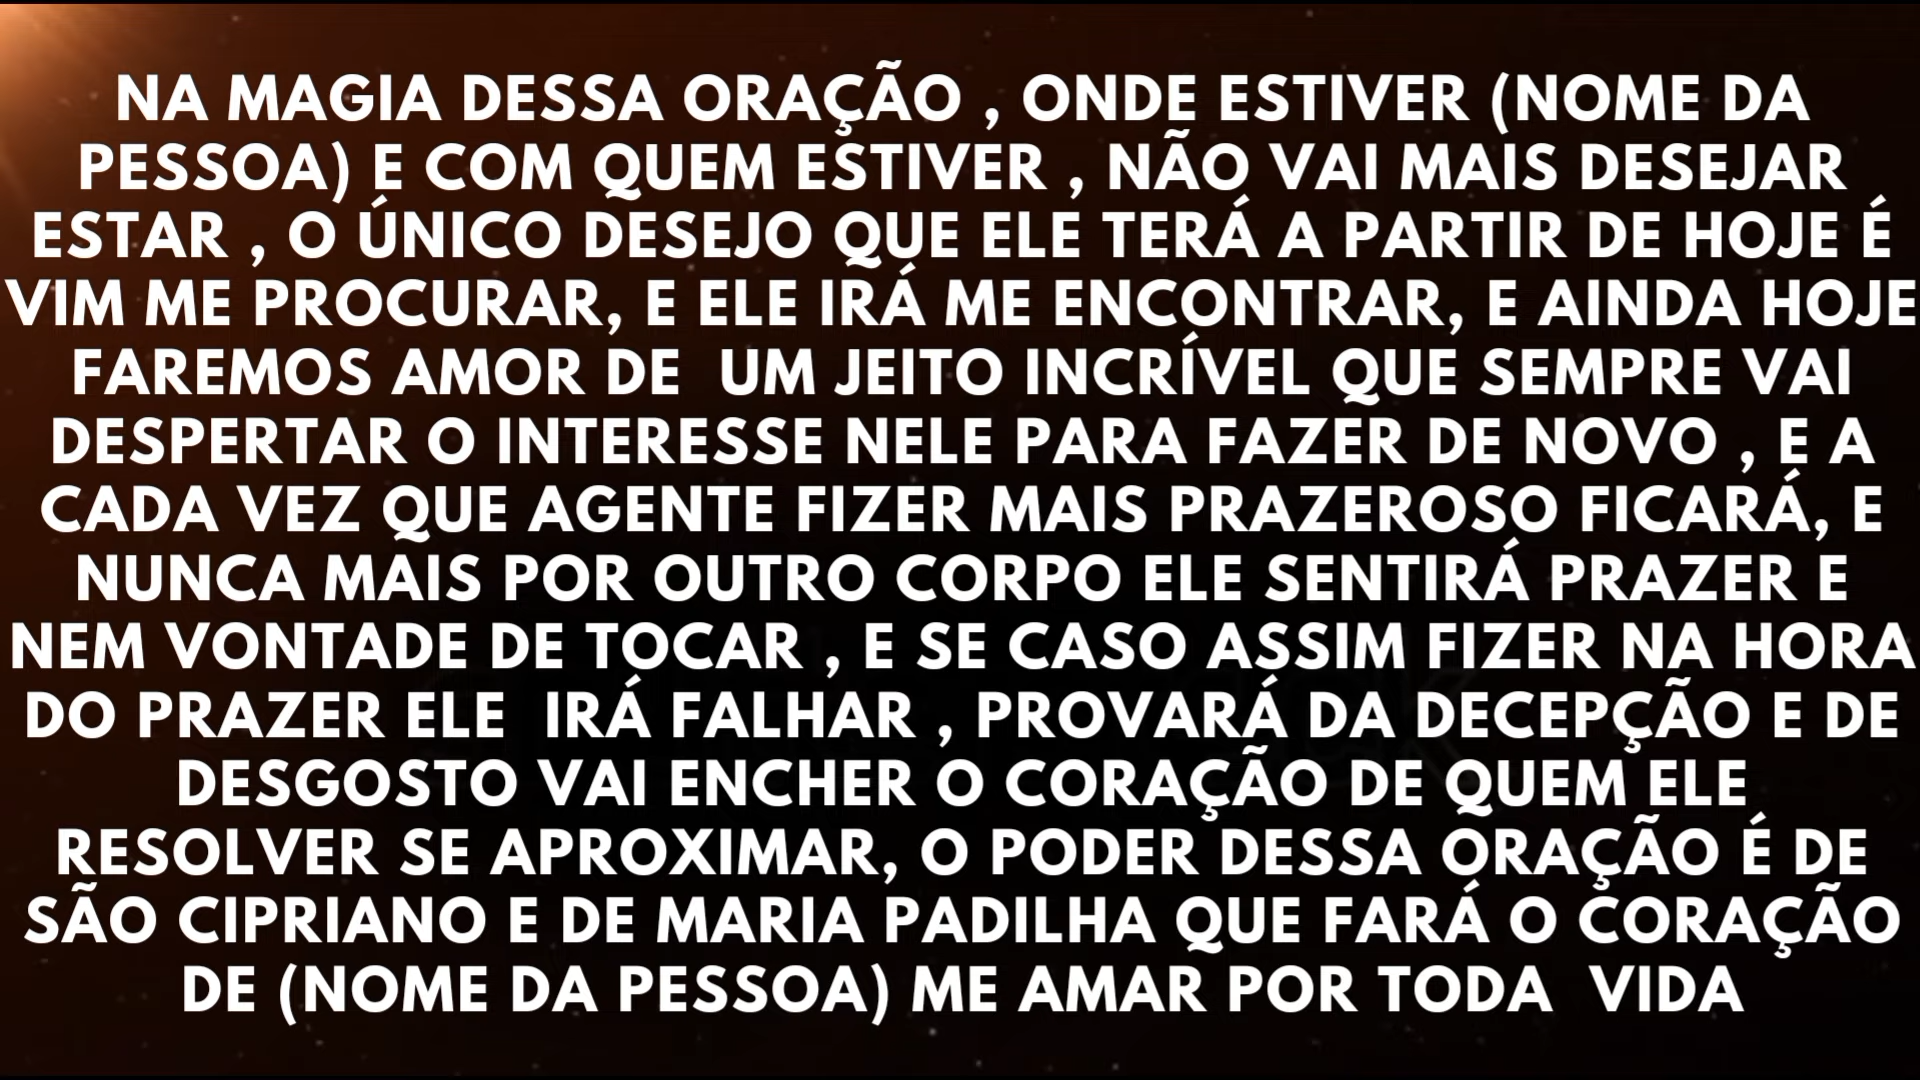 NA MAGIA DESSA ORAÇÃO , ONDE ESTIVER (NOME DA
PESSOA) E COM QUEM ESTIVER , NÃO VAI MAIS DESEJAR
ESTAR , O ÚNICO DESEJO QUE ELE TERÁ A PARTIR DE HOJE É
VIM ME PROCURAR, E ELE IRÁ ME ENCONTRAR, E AINDA HOJE
FAREMOS AMOR DE  UM JEITO INCRÍVEL QUE SEMPRE VAI
DESPERTAR O INTERESSE NELE PARA FAZER DE NOVO , E A
CADA VEZ QUE AGENTE FIZER MAIS PRAZEROSO FICARÁ, E
NUNCA MAIS POR OUTRO CORPO ELE SENTIRÁ PRAZER E
NEM VONTADE DE TOCAR , E SE CASO ASSIM FIZER NA HORA
DO PRAZER ELE  IRÁ FALHAR , PROVARÁ DA DECEPÇÃO E DE
DESGOSTO VAI ENCHER O CORAÇÃO DE QUEM ELE
RESOLVER SE APROXIMAR, O PODER DESSA ORAÇÃO É DE
SÃO CIPRIANO E DE MARIA PADILHA QUE FARÁ O CORAÇÃO
DE (NOME DA PESSOA) ME AMAR POR TODA  VIDA